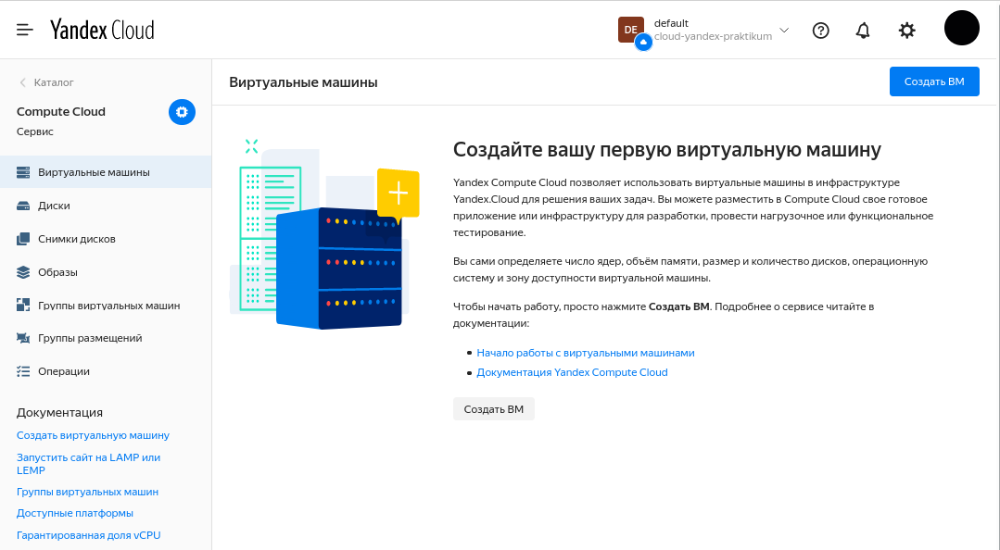 Yandex Cloud
DE
default
cloud-yandex-praktikum
Каталог
Compute Cloud
Сервис
Виртуальные машины
Диски
Снимки дисков
Образы
Группы виртуальных машин
Группы размещений
Операции
Документация
Создать виртуальную машину
Запустить сайт на LAMP или
LEMP
Группы виртуальных машин
Доступные платформы
Гарантированная доля vCPU
Виртуальные машины
Создать ВМ
Создайте вашу первую виртуальную машину
Yandex Compute Cloud позволяет использовать виртуальные машины в инфраструктуре
Yandex.Cloud для решения ваших задач. Вы можете разместить в Compute Cloud свое готовое
приложение или инфраструктуру для разработки, провести нагрузочное или функциональное
тестирование.
Вы сами определяете число ядер, объём памяти, размер и количество дисков, операционную
систему и зону доступности виртуальной машины.
Чтобы начать работу, просто нажмите Создать ВМ. Подробнее о сервисе читайте в
документации:
Начало работы с виртуальными машинами
Документация Yandex Compute Cloud
Создать ВМ